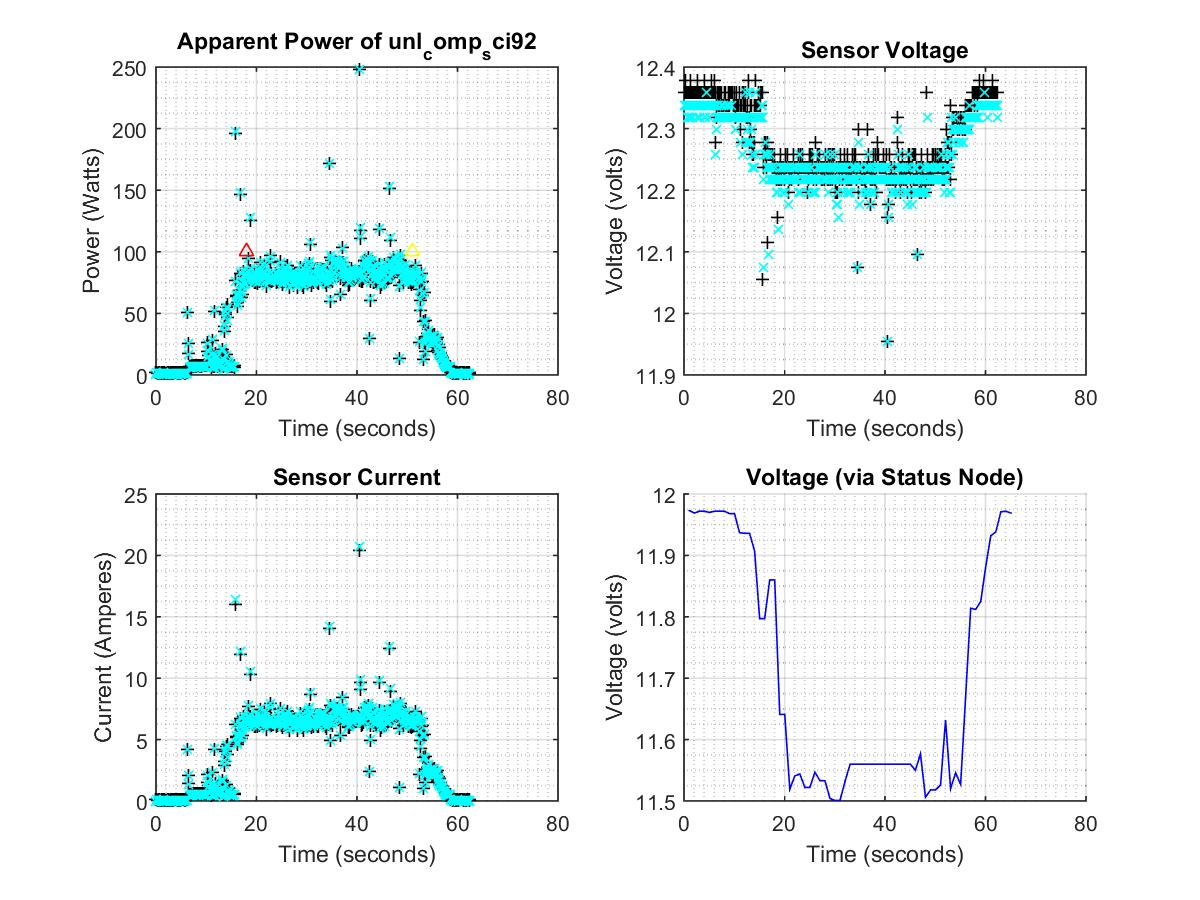 Apparent Power of unl_comp_sci92
250
200
150
100
50
0
Power (Watts)
0 20 40 60 80
Time (seconds)
Sensor Voltage
12.4
12.3
12.2
12.1
12
11.9
Voltage (volts)
0 20 40 60 80
Time (seconds)
Sensor Current
25
20
15
10
5
0
Current (Amperes)
0 20 40 60 80
Time (seconds)
Voltage (via Status Node)
12
11.9
11.8
11.7
11.6
11.5
Voltage (volts)
0 20 40 60 80
Time (seconds)